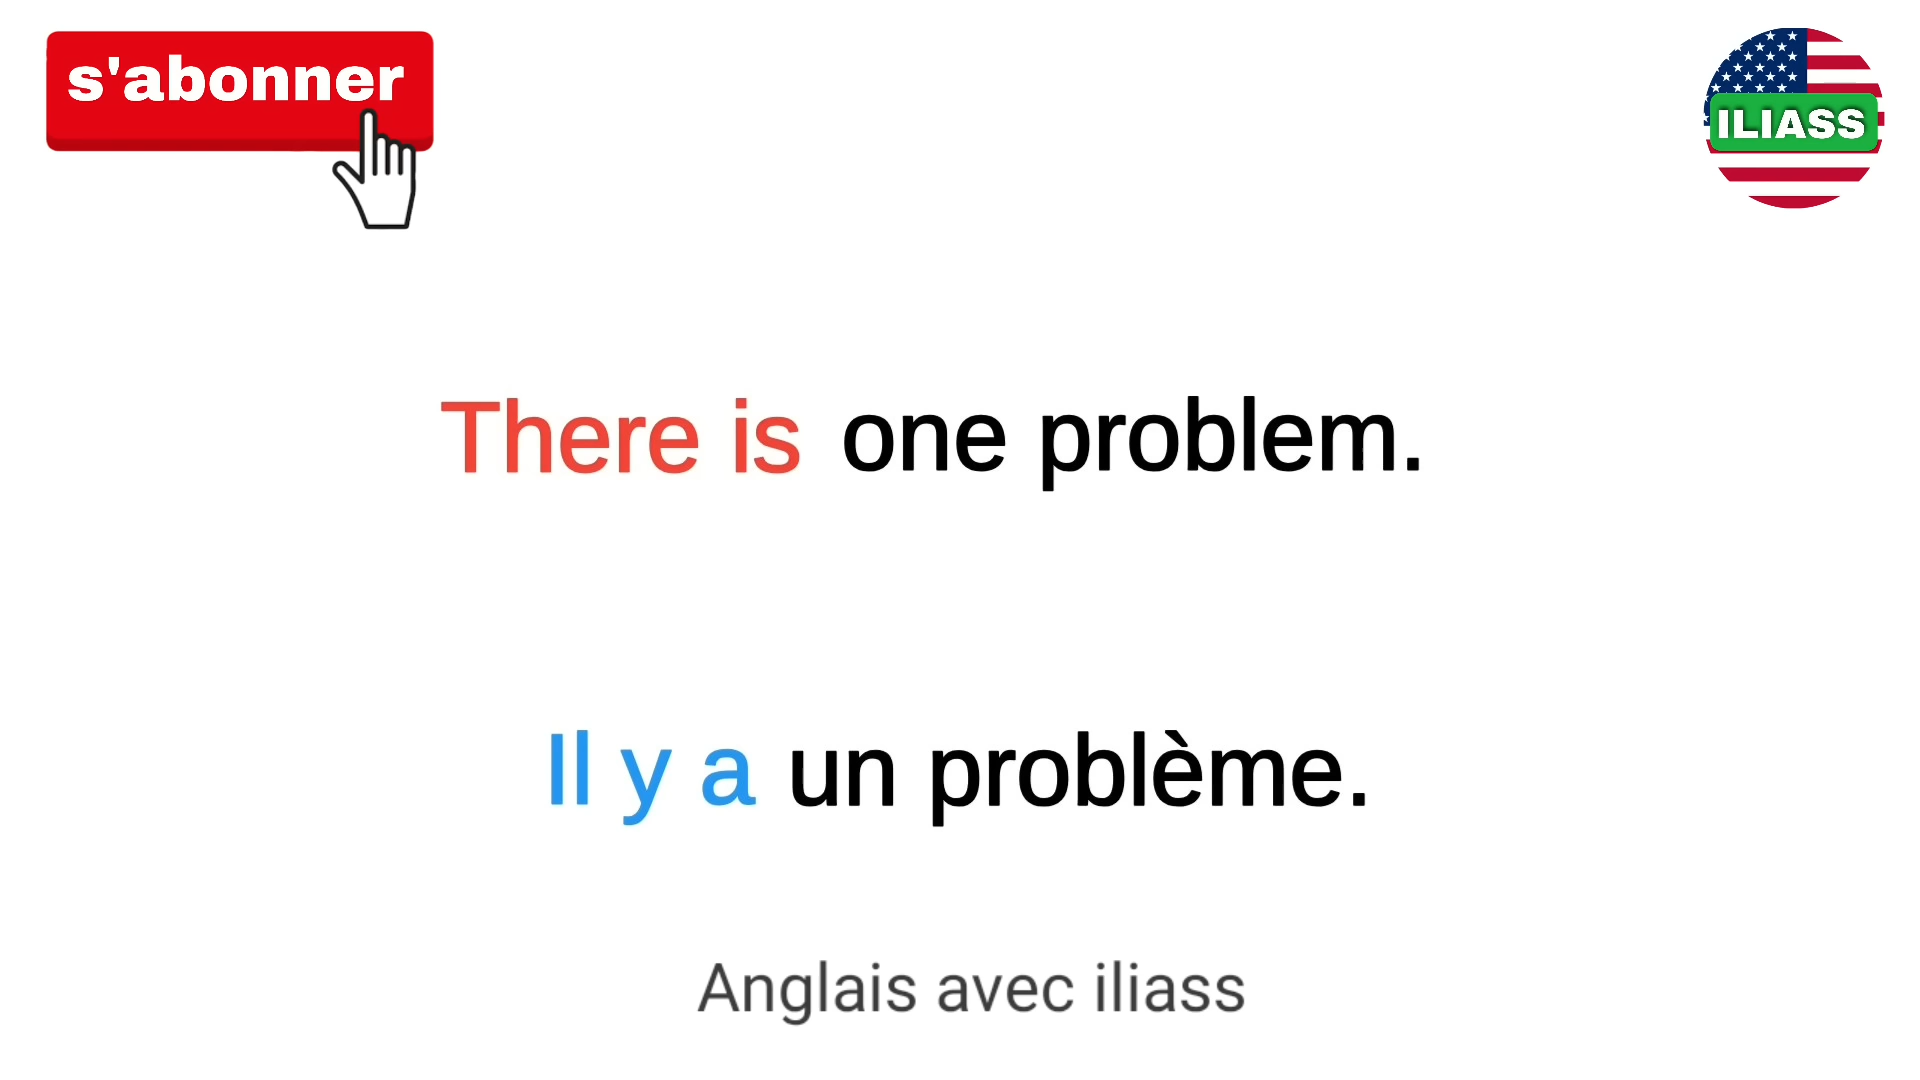 s'abonner
ILIASS
There is one problem.
Il y a un problème.
Anglais avec iliass